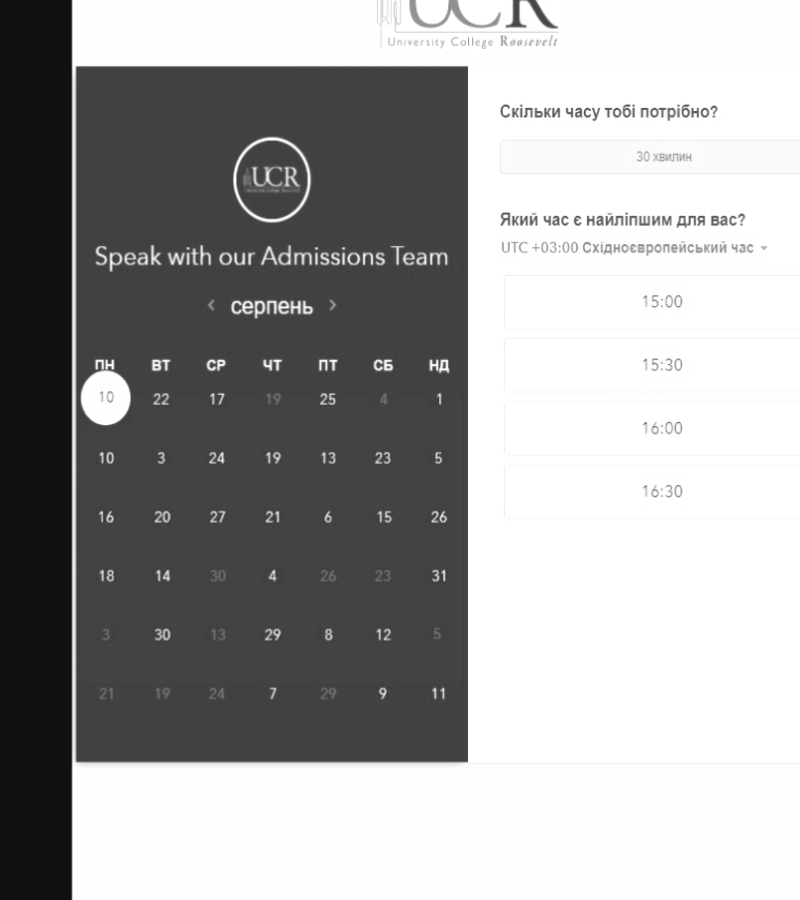 UCR
University College Roosevelt
UCR
Speak with our Admissions Team
серпень
ПН ВТ СР ЧТ ПТ СБ НД
10 22 17 19 25 4 1
10 3 24 19 13 23 5
16 20 27 21 6 15 26
18 14 30 4 26 23 31
3 30 13 29 8 12 5
21 19 24 7 29 9 11
Скільки часу тобі потрібно?
30 хвилин
Який час є найліпшим для вас?
UTC +03:00 Східноєвропейський час
15:00
15:30
16:00
16:30